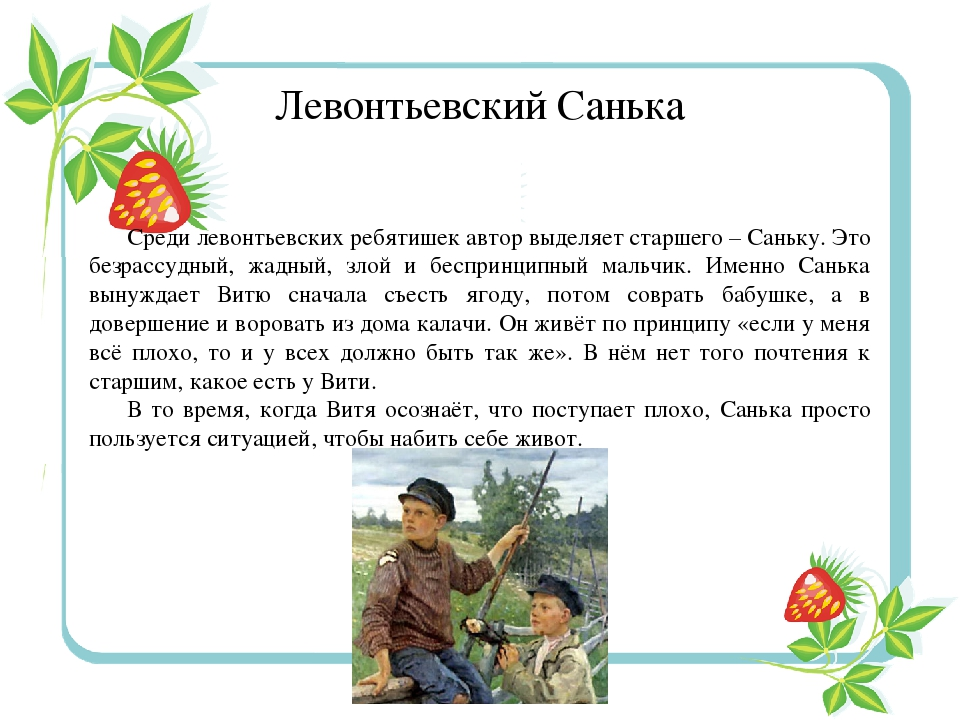 Левонтьевский Санька
Среди левонтьевских ребятишек автор выделяет старшего – Саньку. Это
безрассудный, жадный, злой и беспринципный мальчик. Именно Санька
вынуждает Витю сначала съесть ягоду, потом соврать бабушке, а в
довершение и воровать из дома калачи. Он живёт по принципу «если у меня
всё плохо, то и у всех должно быть так же». В нём нет того почтения к
старшим, какое есть у Вити.
В то время, когда Витя осознаёт, что поступает плохо, Санька просто
пользуется ситуацией, чтобы набить себе живот.